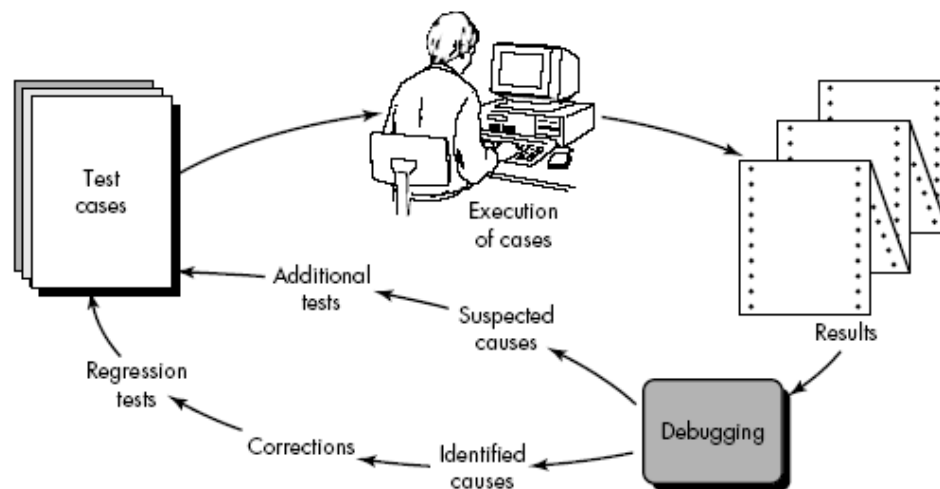 Test
cases
Execution
of cases
Results
Debugging
Suspected
causes
Additional
tests
Identified
causes
Corrections
Regression
tests